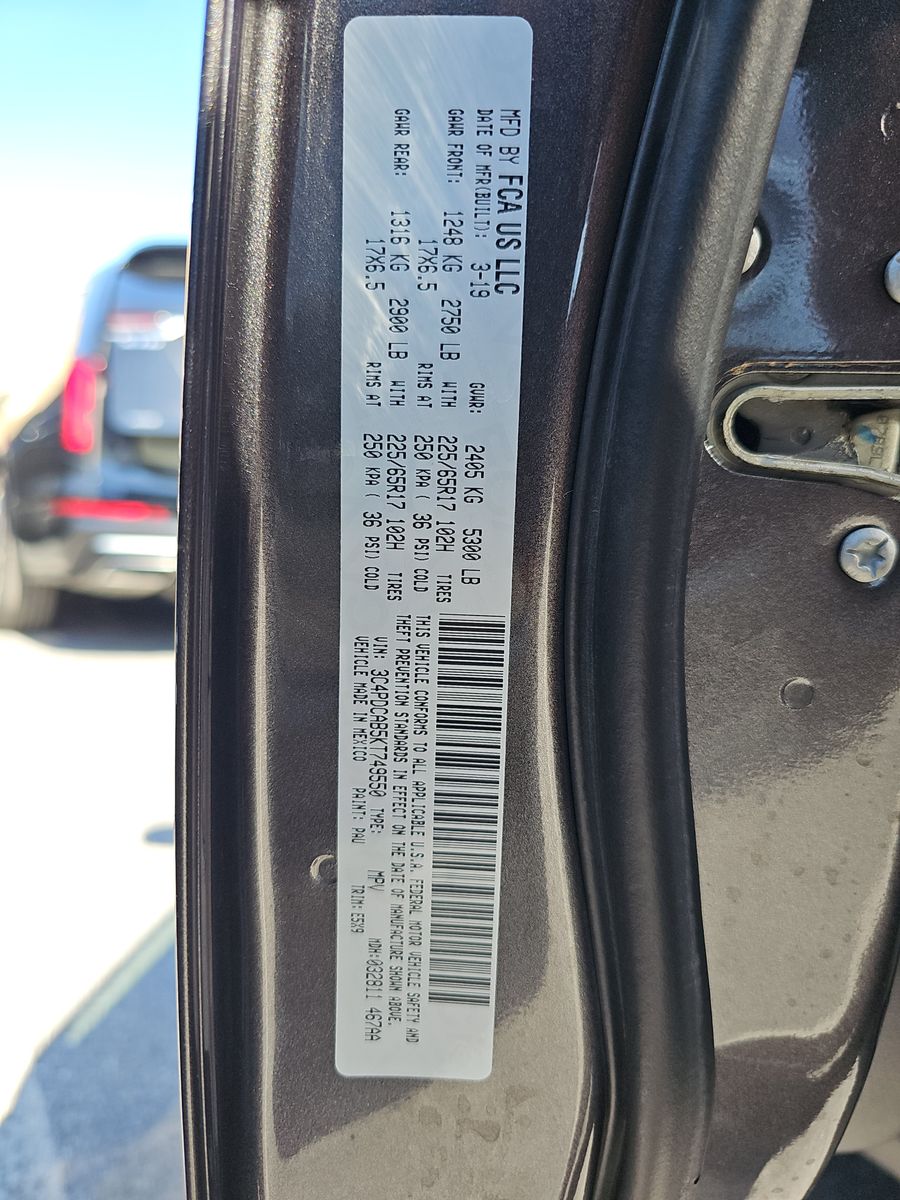 MFD BY FCA US LLC
DATE OF MFR(BUILT): 3-19 GVWR: 2405 KG 5300 LB
GAWR FRONT: 1248 KG 2750 LB WITH 225/65R17 102H TIRES
17X6.5 RIMS AT 250 KPA( 36 PSI) COLD
GAWR REAR: 1316 KG 2900 LB WITH 225/65R17 102H TIRES
17X6.5 RIMS AT 250 KPA( 36 PSI) COLD
THIS VEHICLE CONFORMS TO ALL APPLICABLE U.S.A. FEDERAL MOTOR VEHICLE SAFETY AND
THEFT PREVENTION STANDARDS IN EFFECT ON THE DATE OF MANUFACTURE SHOWN ABOVE.
VIN: 3C4PDCAB5KT749550 TYPE: MPV MDH:032811 467AA
VEHICLE MADE IN MEXICO PAINT: PAU TRIM: E5X9